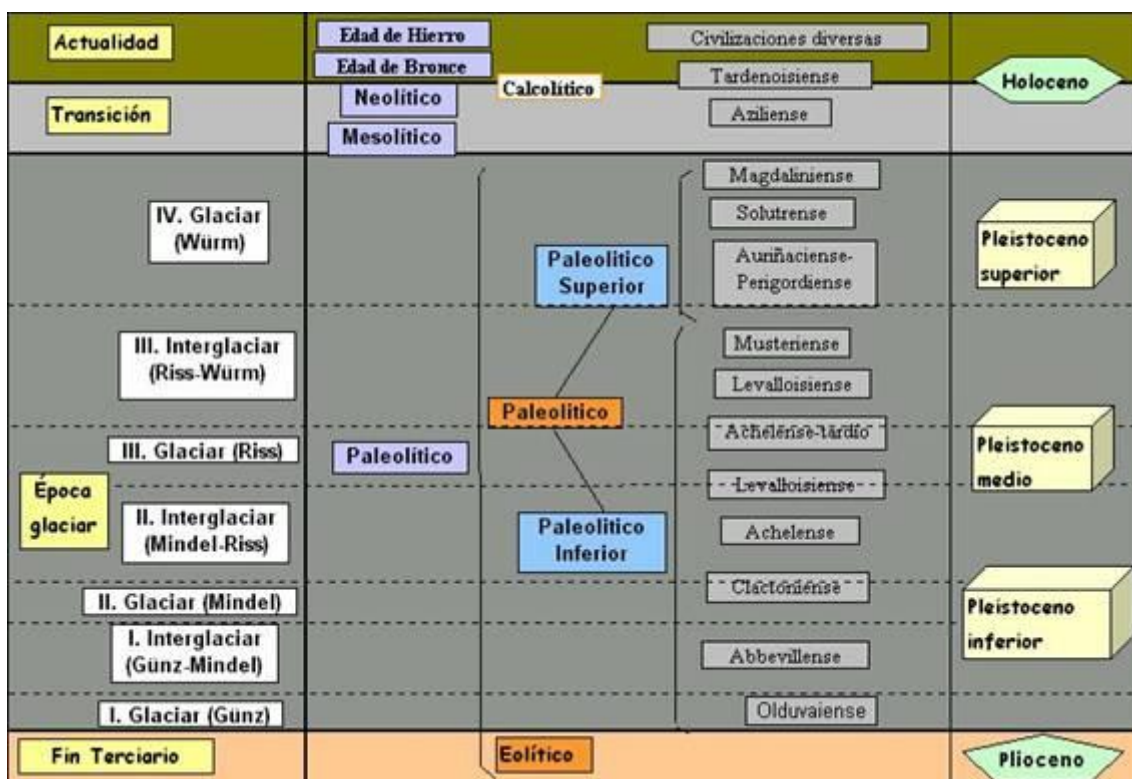 Actualidad
Edad de Hierro
Edad de Bronce
Civilizaciones diversas
Tardenoisiense
Holoceno
Transición
Neolítico
Mesolítico
Calcolítico
Aziliense
IV. Glaciar
(Würm)
Paleolitico
Superior
Magdaliniense
Solutrense
Auriñaciense-
Perigordiense
Pleistoceno
superior
III. Interglaciar
(Riss-Würm)
Musteriense
Levalloisiense
Paleolítico
III. Glaciar (Riss)
Paleolítico
Achelense-tardío
Levalloisiense
Pleistoceno
medio
Época
glaciar
II. Interglaciar
(Mindel-Riss)
Paleolitico
Inferior
Achelense
II. Glaciar (Mindel)
Clactoniense
Pleistoceno
inferior
I. Interglaciar
(Günz-Mindel)
Abbevillense
I. Glaciar (Günz)
Olduvaiense
Fin Terciario
Eolítico
Plioceno